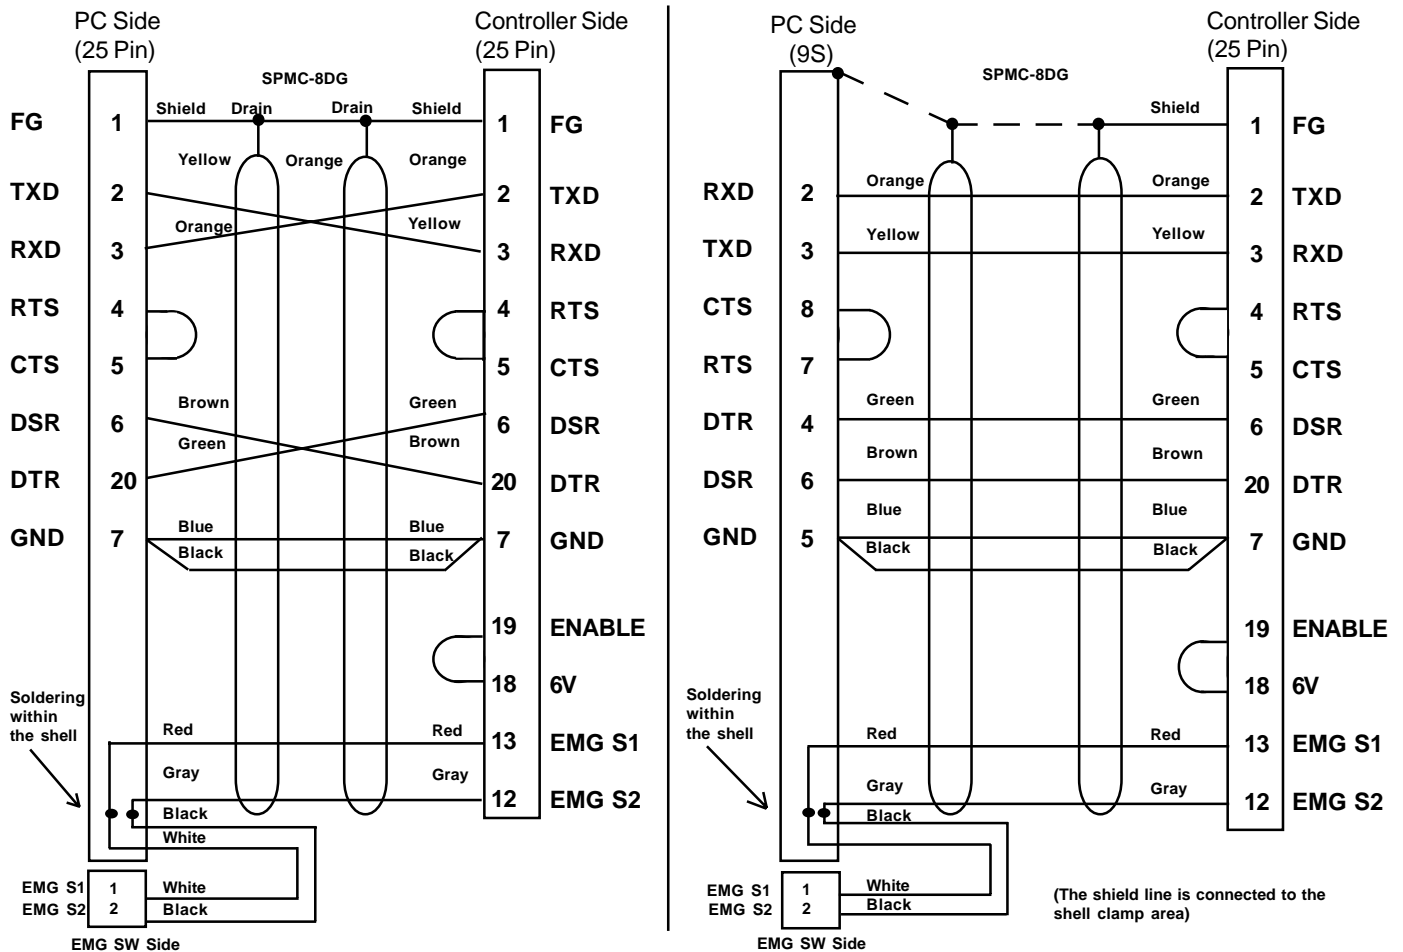 PC Side
(25 Pin)
Controller Side
(25 Pin)
SPMC-8DG
FG 1 Shield Drain Drain Shield 1 FG
Yellow Orange Orange
TXD 2 2 TXD
Orange Yellow
RXD 3 3 RXD
RTS 4 4 RTS
CTS 5 5 CTS
Brown Green
DSR 6 6 DSR
Green Brown
DTR 20 20 DTR
Blue Blue
GND 7 7 GND
Black Black
19 ENABLE
18 6V
Soldering
within
the shell
Red Red
13 EMG S1
Gray Gray
12 EMG S2
Black
White
EMG S1 1 White
EMG S2 2 Black
EMG SW Side
PC Side
(9S)
Controller Side
(25 Pin)
SPMC-8DG
Shield
1 FG
Orange Orange
RXD 2 2 TXD
Yellow Yellow
TXD 3 3 RXD
CTS 8 4 RTS
RTS 7 5 CTS
Green Green
DTR 4 6 DSR
Brown Brown
DSR 6 20 DTR
Blue Blue
GND 5 7 GND
Black Black
19 ENABLE
18 6V
Soldering
within
the shell
Red Red
13 EMG S1
Gray Gray
12 EMG S2
Black
EMG S1 1 White
EMG S2 2 Black
EMG SW Side
(The shield line is connected to the
shell clamp area)